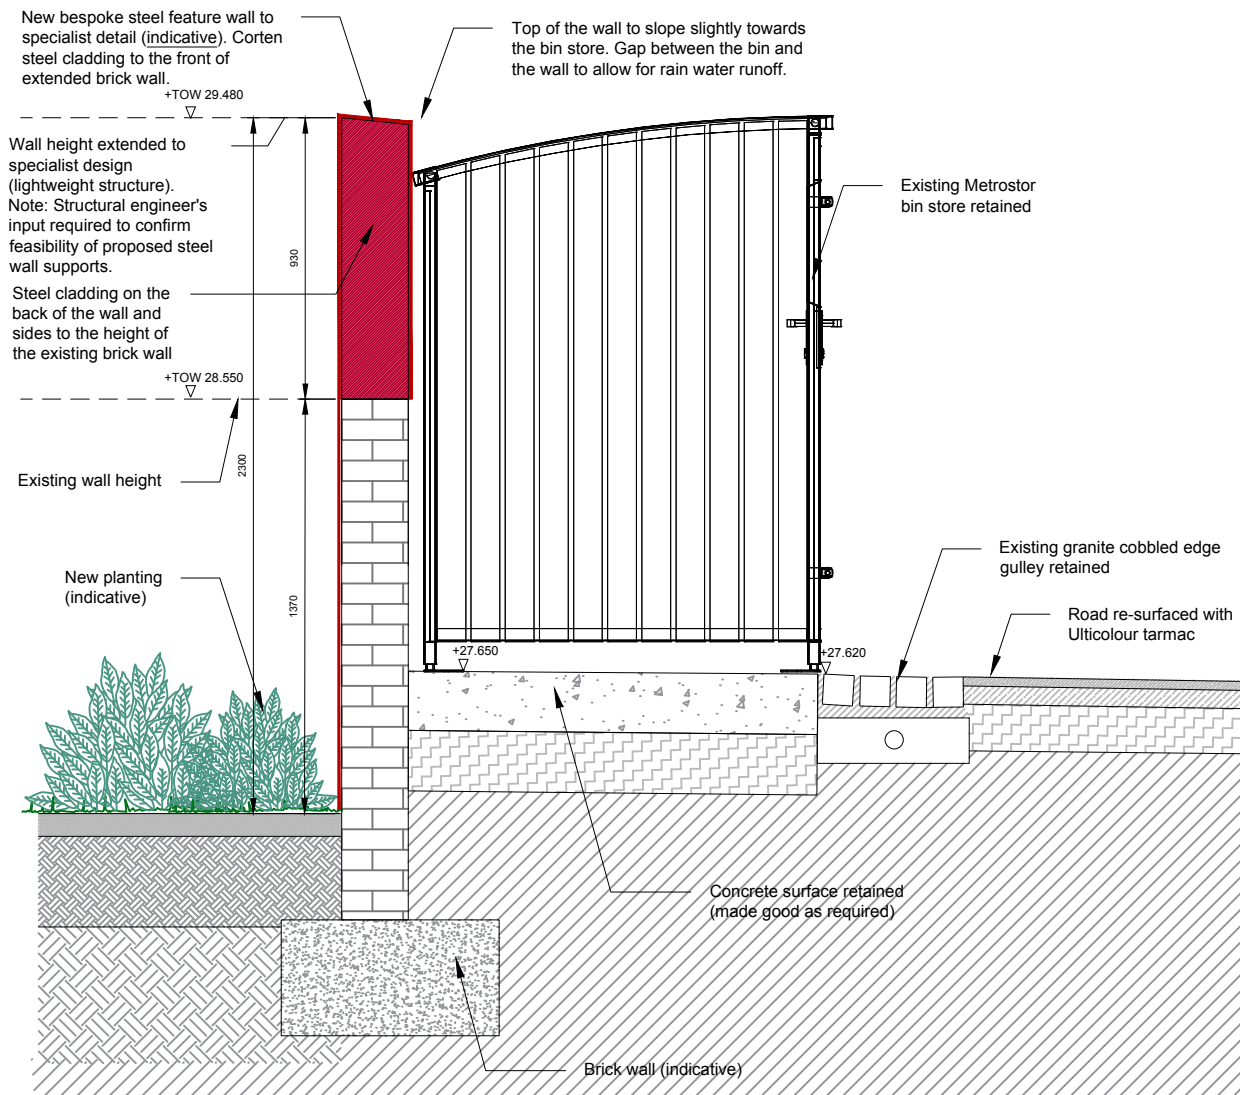 New bespoke steel feature wall to
specialist detail (indicative). Corten
steel cladding to the front of
extended brick wall.
Top of the wall to slope slightly towards
the bin store. Gap between the bin and
the wall to allow for rain water runoff.
+TOW 29.480
Wall height extended to
specialist design
(lightweight structure).
Note: Structural engineer's
input required to confirm
feasibility of proposed steel
wall supports.
Existing Metrostor
bin store retained
930
Steel cladding on the
back of the wall and
sides to the height of
the existing brick wall
+TOW 28.550
2300
Existing wall height
New planting
(indicative)
1370
Existing granite cobbled edge
gulley retained
Road re-surfaced with
Ulticolour tarmac
+27.650
+27.620
Concrete surface retained
(made good as required)
Brick wall (indicative)